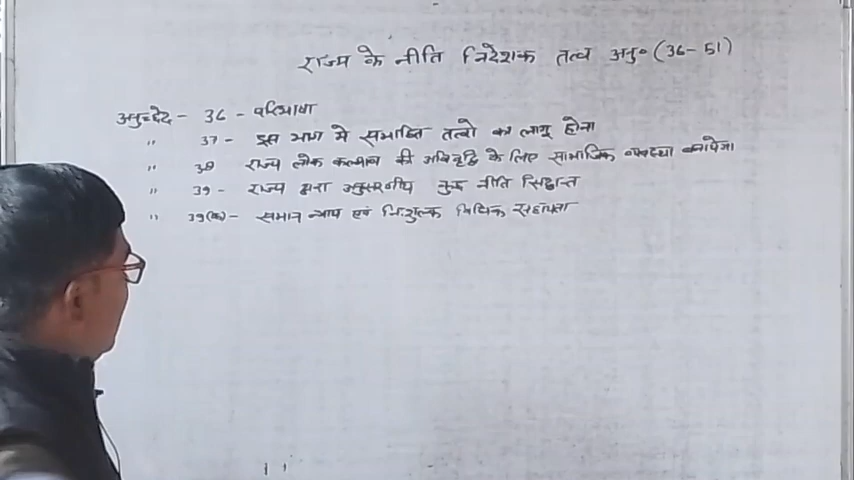 राज्य के नीति निदेशक तत्व अनु० (36-51)
अनुच्छेद - 36 - परिभाषा
" 37 - इस भाग मे समाहित तत्वो का लागू होना
" 38 राज्य लोक कल्याण की अभिवृद्धि के लिए सामाजिक व्यवस्था बनायेगा
" 39 - राज्य द्वारा अनुसरणीय कुछ नीति सिद्धान्त
" 39(क) - समान न्याय एवं निःशुल्क विधिक सहायता